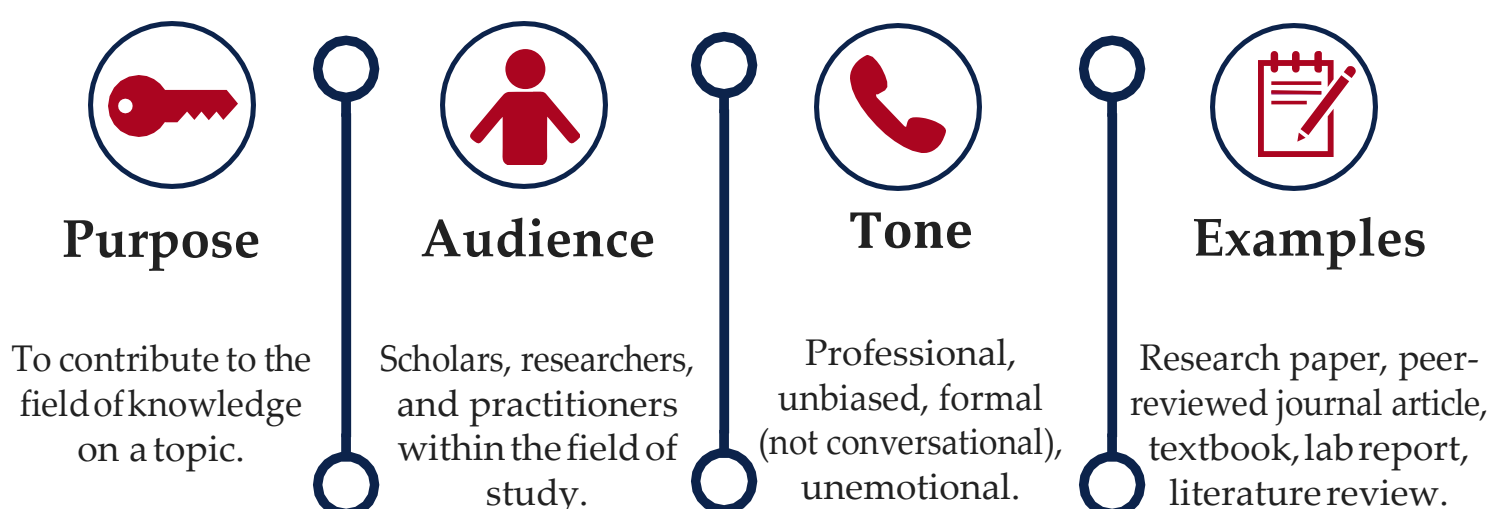 Purpose
To contribute to the
field of knowledge
on a topic.
Audience
Scholars, researchers,
and practitioners
within the field of
study.
Tone
Professional,
unbiased, formal
(not conversational),
unemotional.
Examples
Research paper, peer-
reviewed journal article,
textbook, lab report,
literature review.